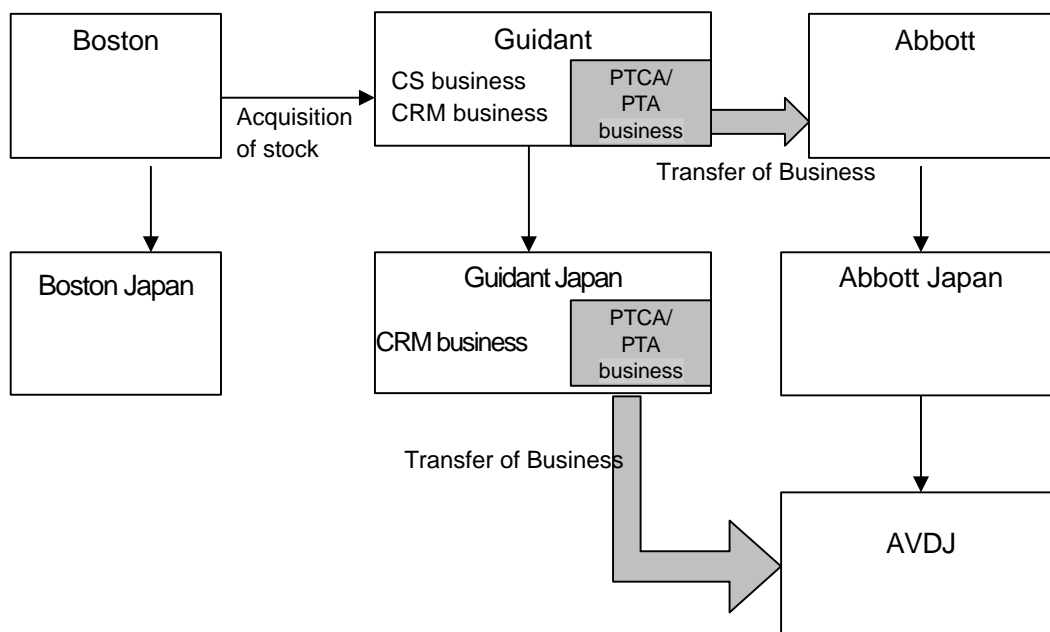 Boston
Guidant
CS business
CRM business
PTCA/
PTA
business
Abbott
Acquisition
of stock
Transfer of Business
Boston Japan
Guidant Japan
CRM business
PTCA/
PTA
business
Abbott Japan
Transfer of Business
AVDJ